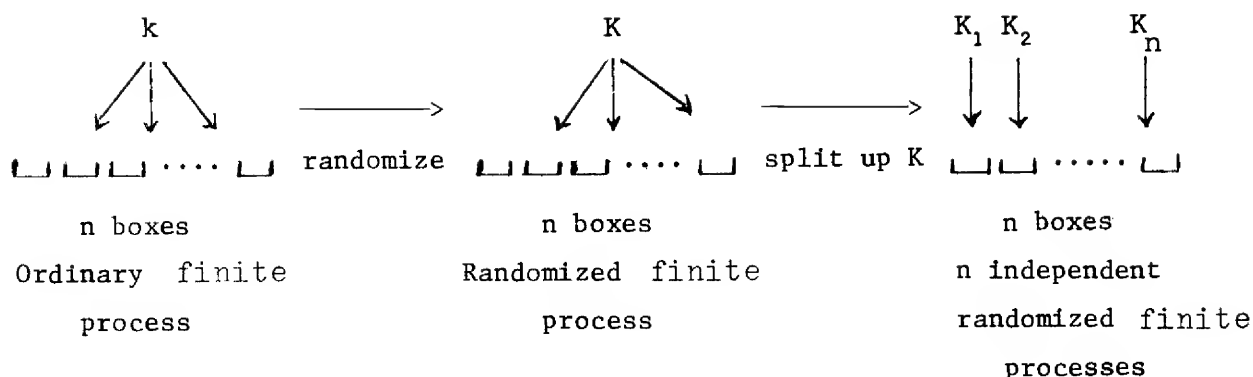 k K K₁ K₂ Kₙ
randomize split up K
n boxes n boxes n boxes
Ordinary finite Randomized finite n independent
process process randomized finite
processes